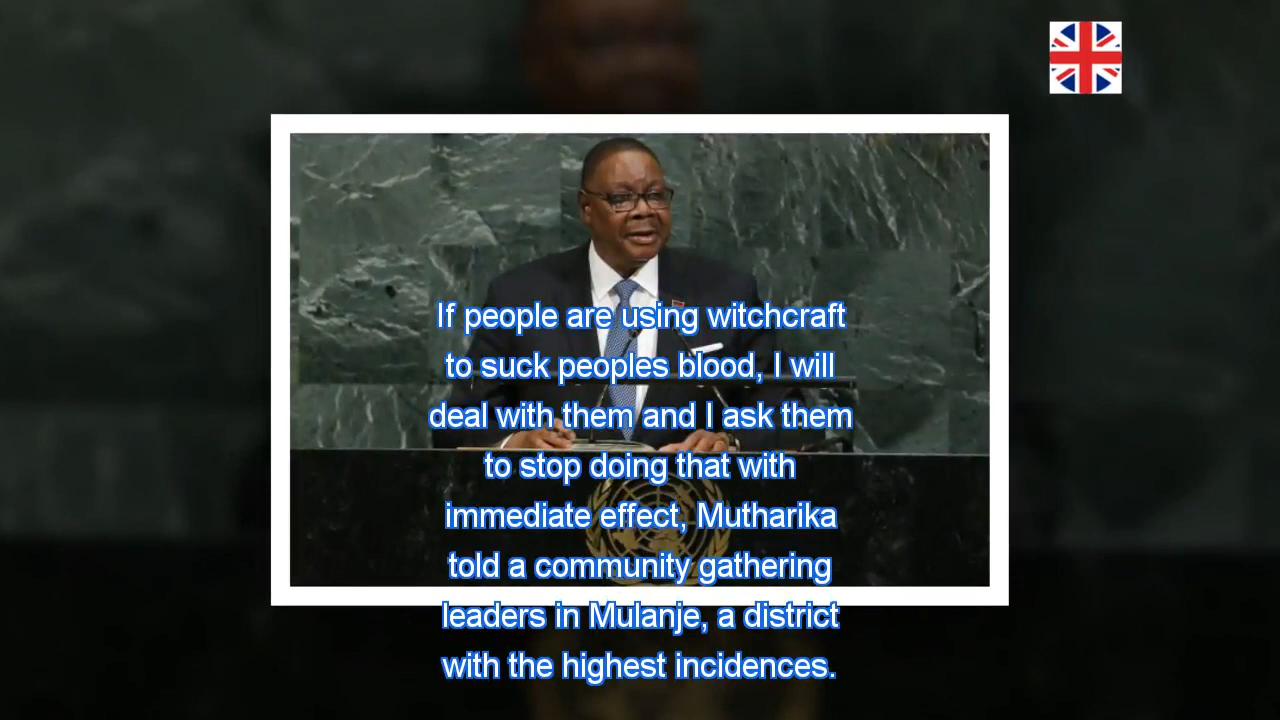 If people are using witchcraft
to suck peoples blood, I will
deal with them and I ask them
to stop doing that with
immediate effect, Mutharika
told a community gathering
leaders in Mulanje, a district
with the highest incidences.